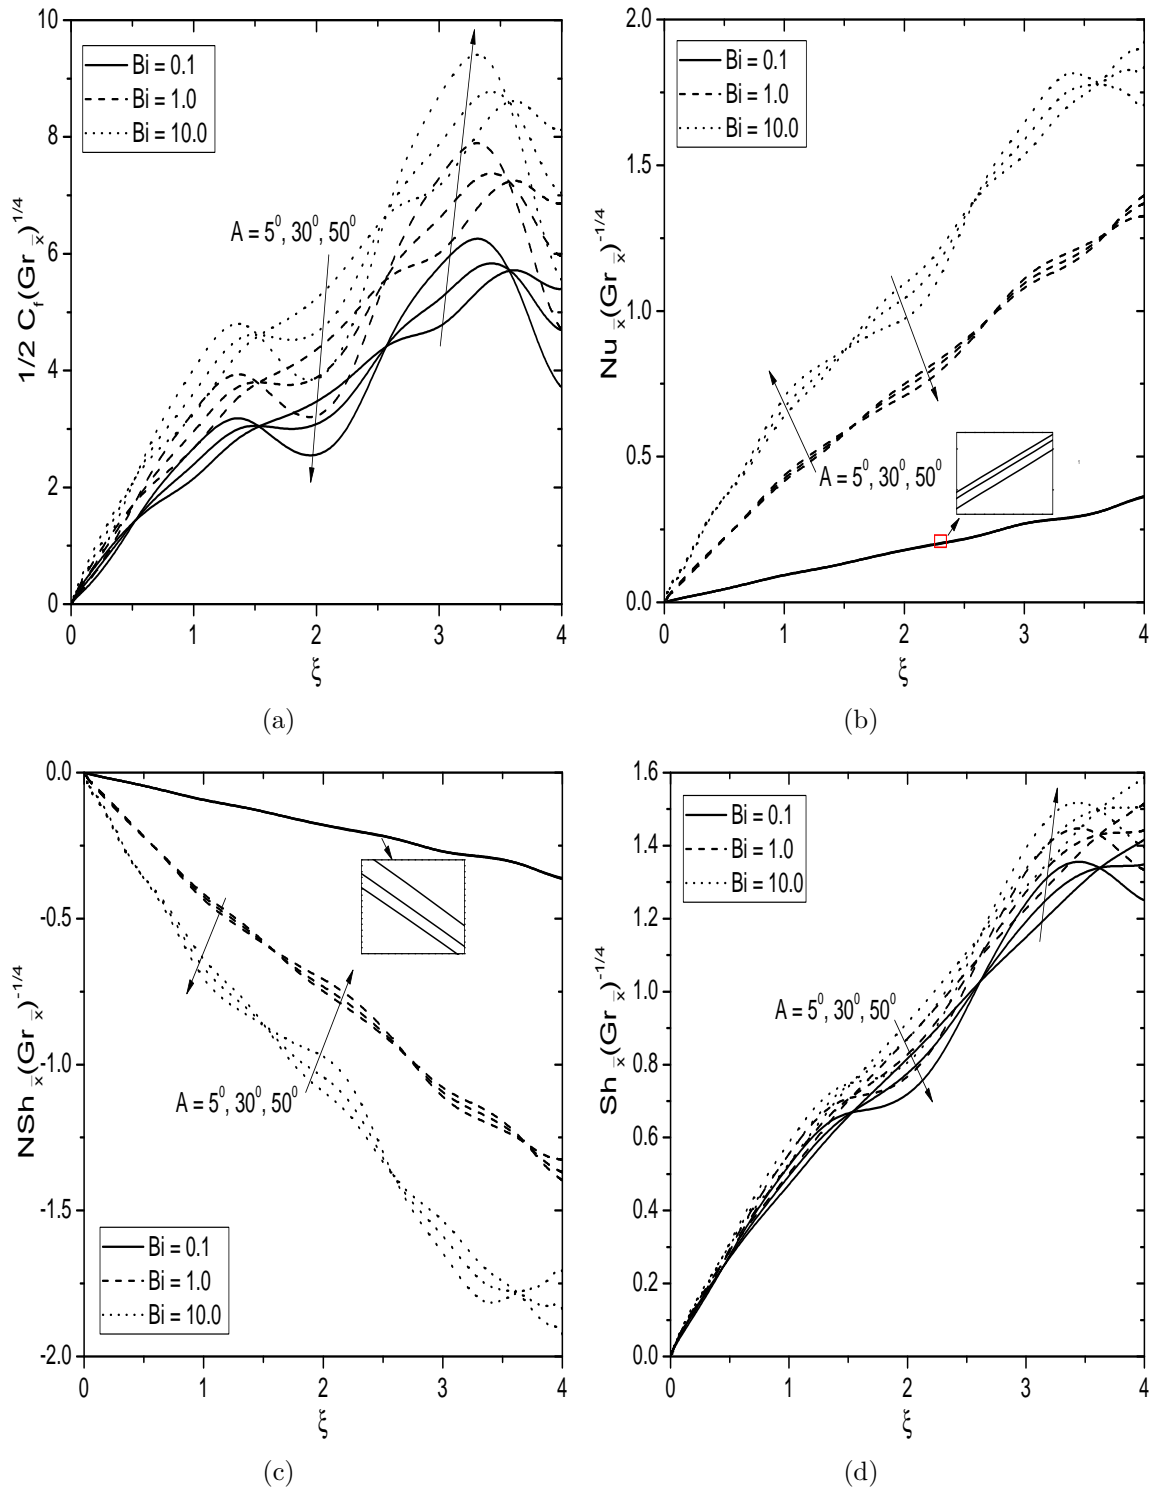 1/2 C_f(Gr_x̄)^1/4
10
8
6
4
2
0
Bi = 0.1
Bi = 1.0
Bi = 10.0
A = 5⁰, 30⁰, 50⁰
0 1 2 3 4
ξ
(a)
Nu_x̄(Gr_x̄)^-1/4
2.0
1.5
1.0
0.5
0.0
Bi = 0.1
Bi = 1.0
Bi = 10.0
A = 5⁰, 30⁰, 50⁰
0 1 2 3 4
ξ
(b)
NSh_x̄(Gr_x̄)^-1/4
0.0
-0.5
-1.0
-1.5
-2.0
A = 5⁰, 30⁰, 50⁰
Bi = 0.1
Bi = 1.0
Bi = 10.0
0 1 2 3 4
ξ
(c)
Sh_x̄(Gr_x̄)^-1/4
1.6
1.4
1.2
1.0
0.8
0.6
0.4
0.2
0.0
Bi = 0.1
Bi = 1.0
Bi = 10.0
A = 5⁰, 30⁰, 50⁰
0 1 2 3 4
ξ
(d)